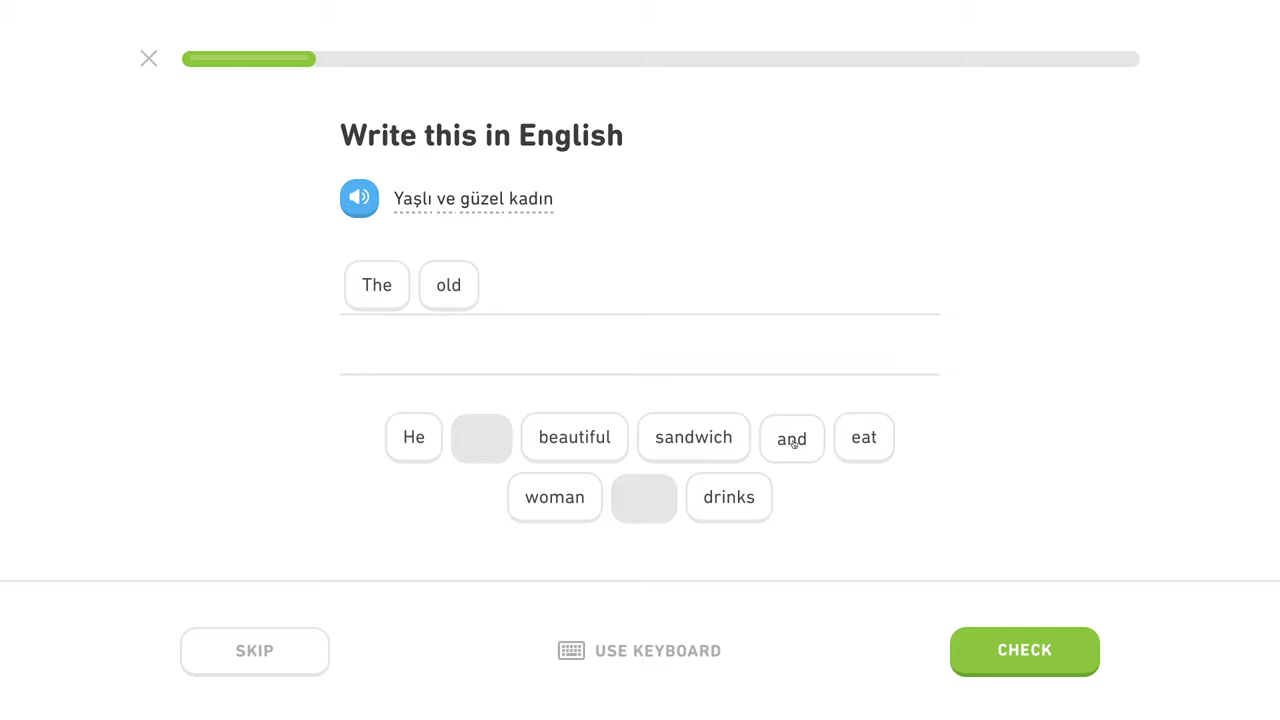 Write this in English
Yaşlı ve güzel kadın
The old
He beautiful sandwich and eat
woman drinks
SKIP USE KEYBOARD CHECK